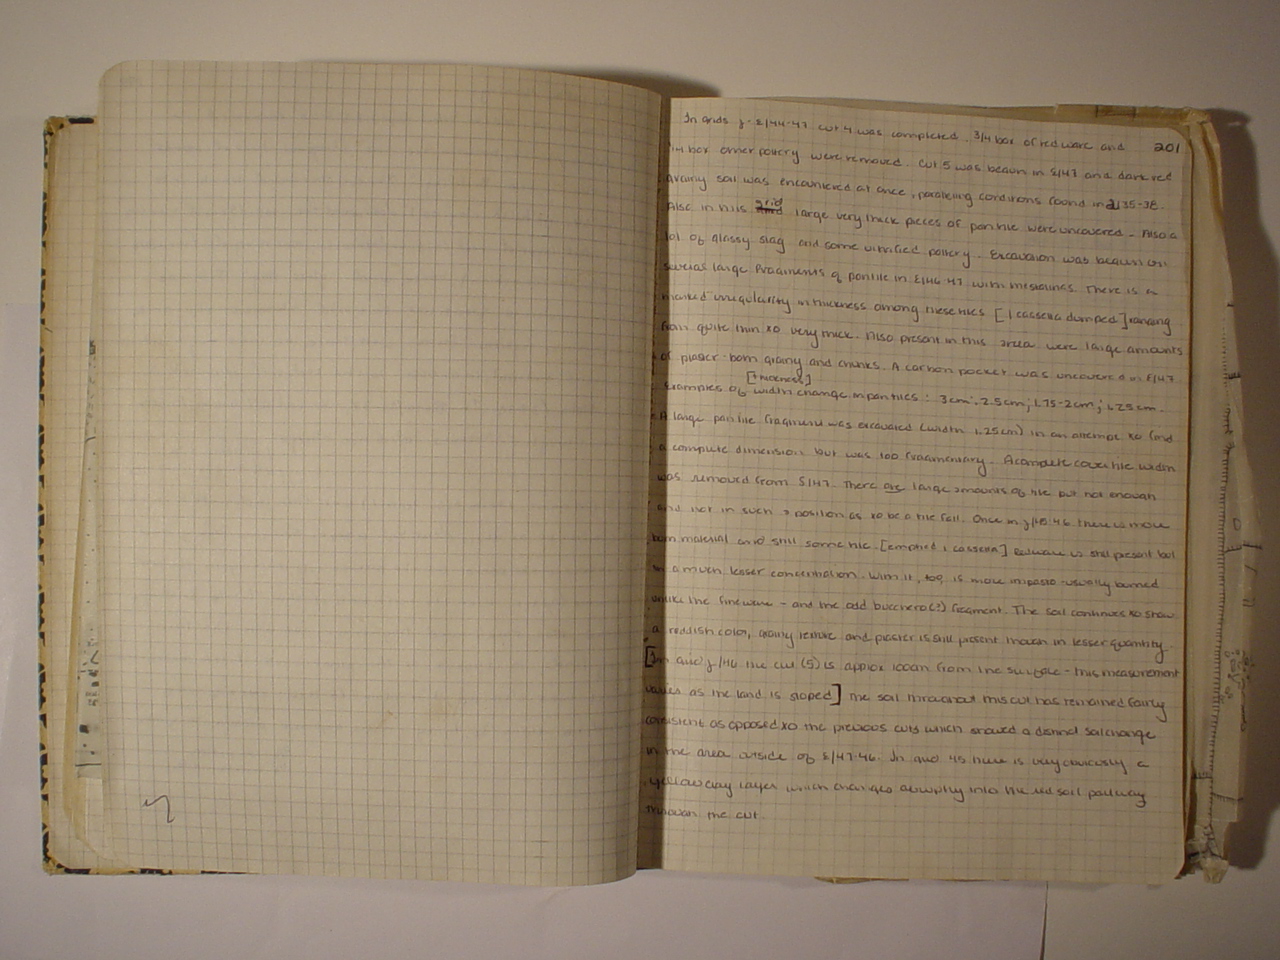 201
In grids z-ε/44-47 cut 4 was completed. 3/4 box of redware and
1/4 box other pottery were removed. Cut 5 was begun in ε/47 and dark red
grainy soil was encountered at once, paralleling conditions found in 2/35-38.
Also in this grid large very thick pieces of pantile were uncovered. Also a
lot of glassy slag and some vitrified pottery. Excavation was begun on
several large fragments of pantile in ε/46-47 with mestolinas. There is a
marked irregularity in thickness among these tiles [1 cassetta dumped] ranging
from quite thin to very thick. Also present in this area were large amounts
of plaster - both grainy and chunks. A carbon pocket was uncovered in ε/47
[thickness]
Examples of width change in pantiles: 3cm; 2.5cm; 1.75-2cm; 1.25cm.
A large pantile fragment was excavated (width 1.25cm) in an attempt to find
a complete dimension but was too fragmentary. A complete cover tile width
was removed from ε/47. There are large amounts of tile but not enough
and not in such a position as to be a tile fall. Once in z/45-46 there is more
burn material and still some tile. [emptied 1 cassetta] Redware is still present but
in a much lesser concentration. With it, too, is more impasto - usually burned
unlike the fineware - and the odd bucchero(?) fragment. The soil continues to show
a reddish color, grainy texture and plaster is still present though in lesser quantity.
[In grid z/46 the cut (5) is approx 100cm from the surface - this measurement
varies as the land is sloped] The soil throughout this cut has remained fairly
consistent as opposed to the previous cuts which showed a distinct soil change
in the area outside of ε/47-46. In grid 45 there is very obviously a
yellow clay layer which changes abruptly into the red soil partway
through the cut.